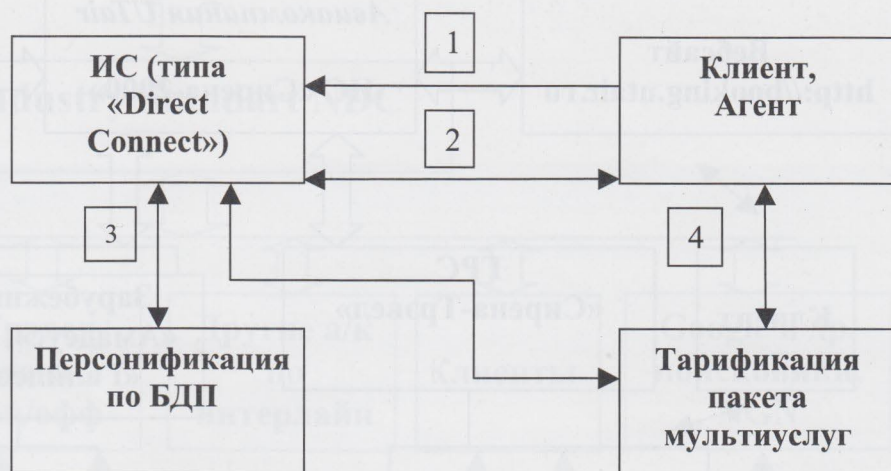 1
ИС (типа
«Direct
Connect»)
Клиент,
Агент
2
3
4
Персонификация
по БДП
Тарификация
пакета
мультиуслуг